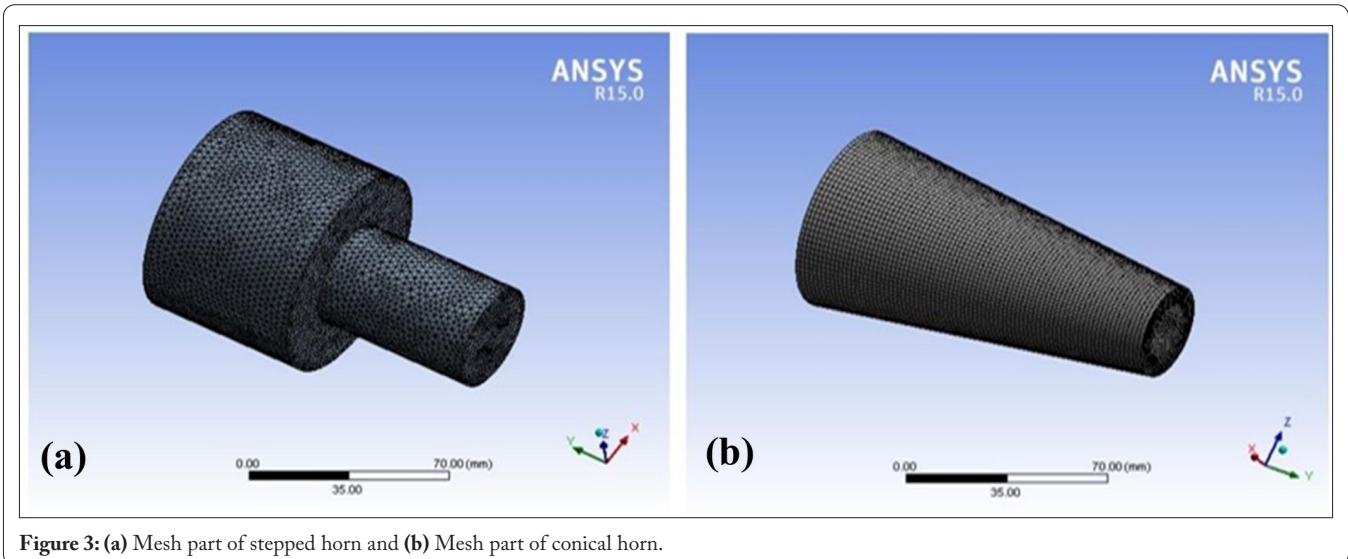 ANSYS
R15.0
(a)
0.00
70.00 (mm)
35.00
Y
Z
X
ANSYS
R15.0
(b)
0.00
70.00 (mm)
35.00
Z
X
Y
Figure 3: (a) Mesh part of stepped horn and (b) Mesh part of conical horn.